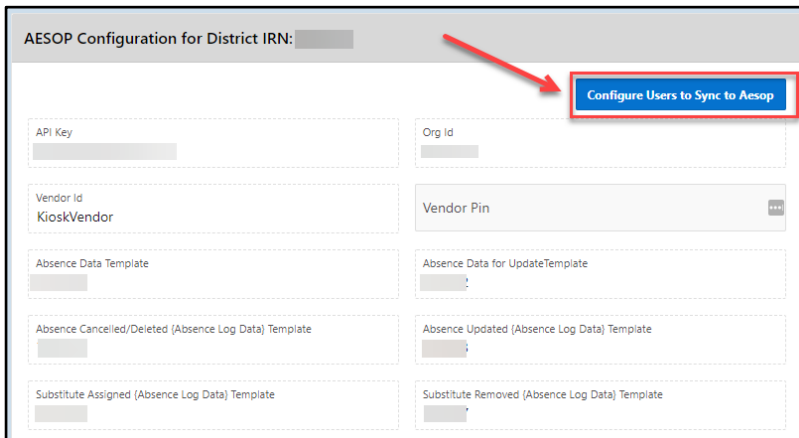 AESOP Configuration for District IRN:
Configure Users to Sync to Aesop
API Key
Org Id
Vendor Id
KioskVendor
Vendor Pin
Absence Data Template
Absence Data for UpdateTemplate
Absence Cancelled/Deleted (Absence Log Data) Template
Absence Updated (Absence Log Data) Template
Substitute Assigned (Absence Log Data) Template
Substitute Removed (Absence Log Data) Template